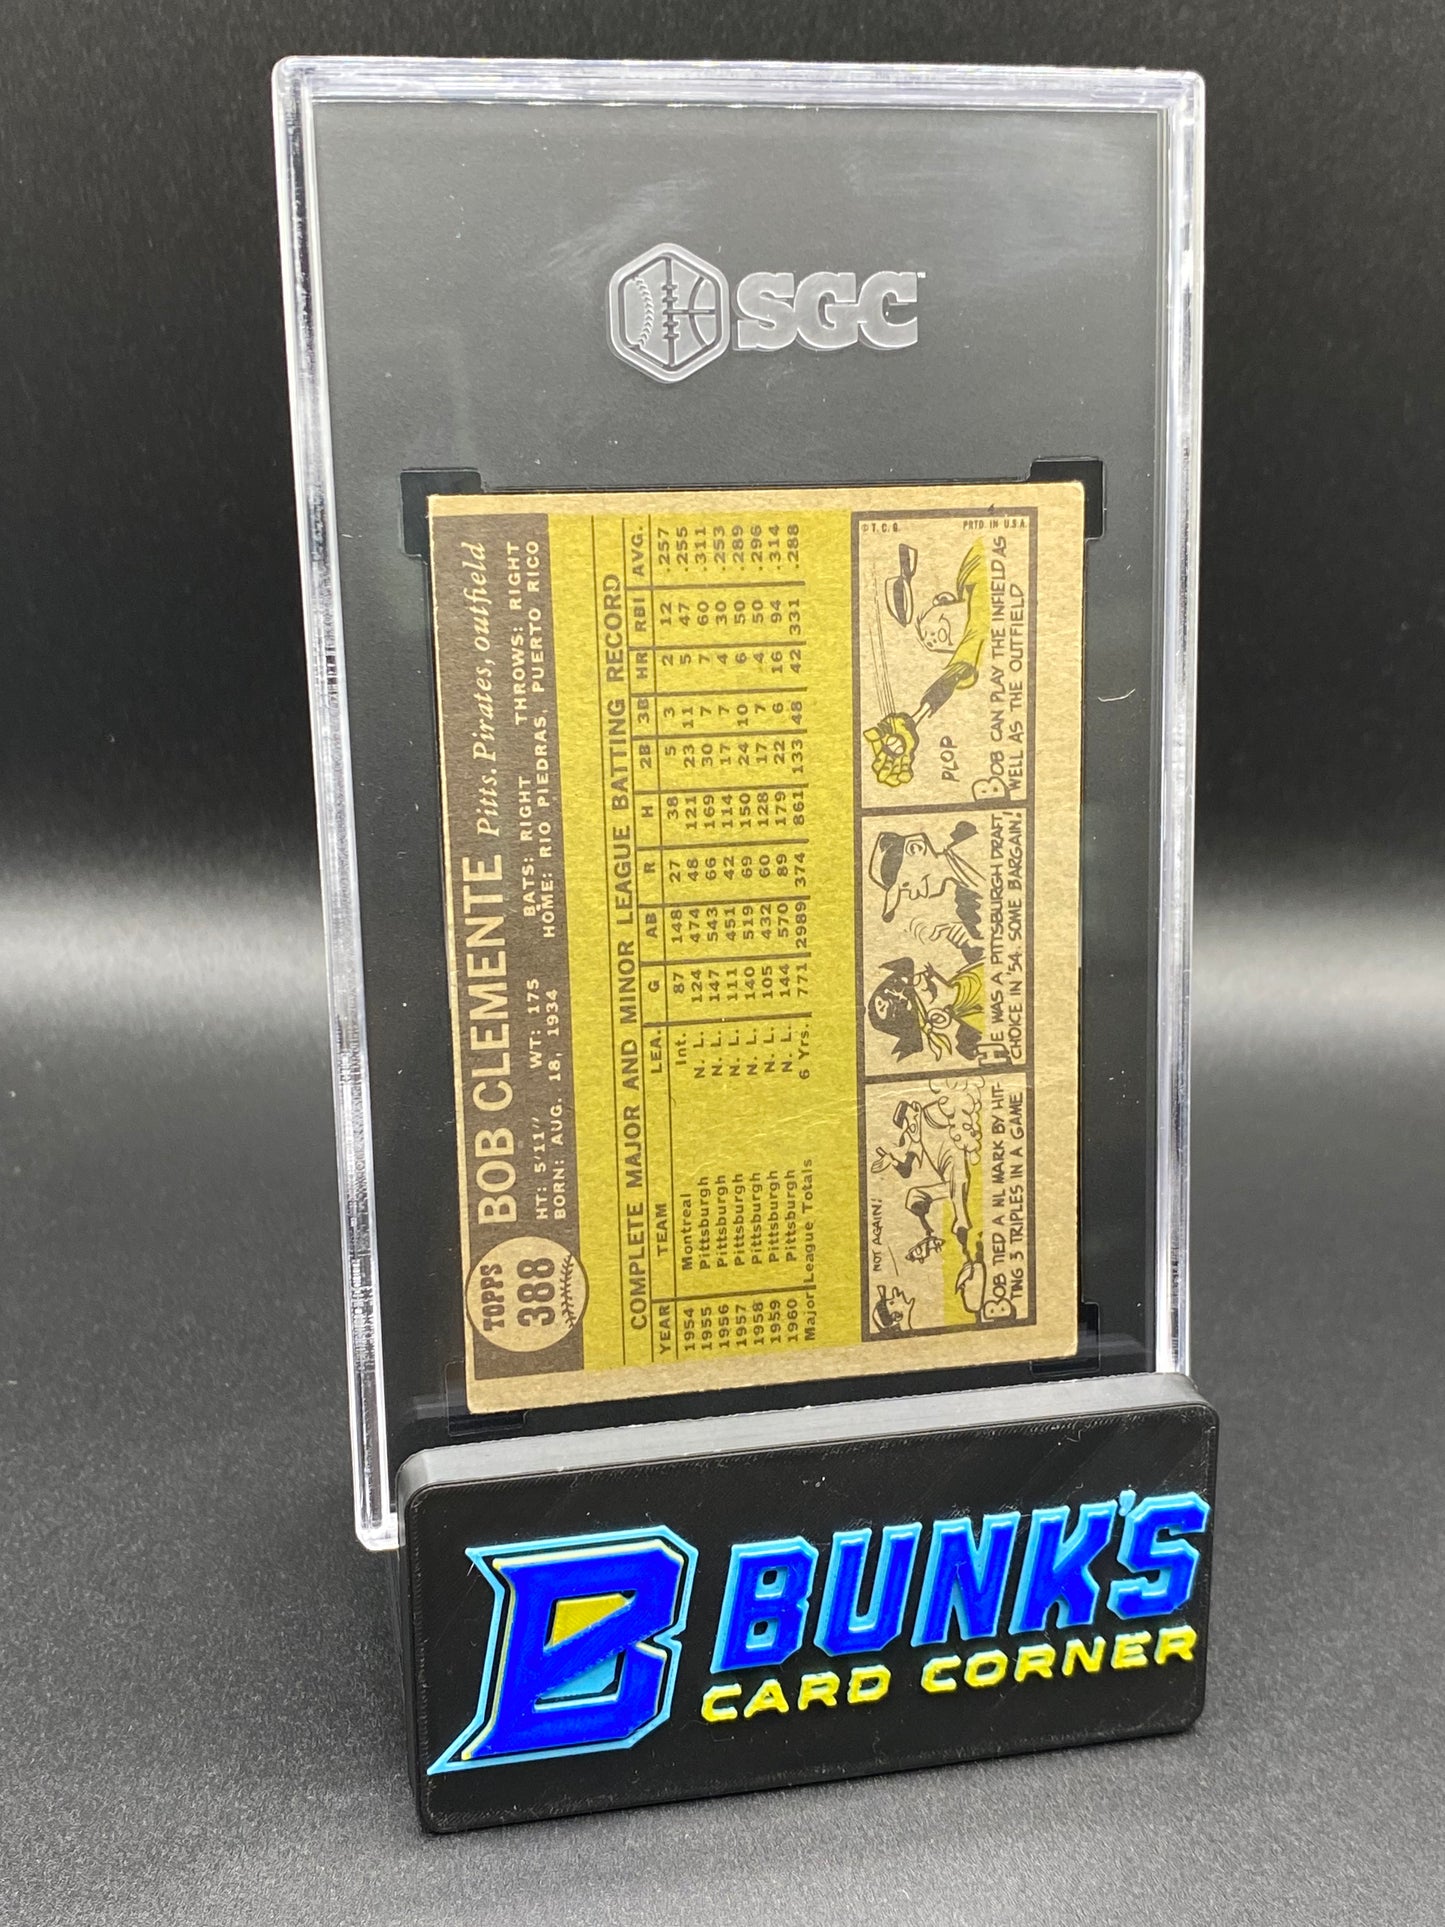 SGC
TOPPS
388
BOB CLEMENTE Pitts. Pirates, outfield
HT: 5'11" WT: 175 BATS: RIGHT THROWS: RIGHT
BORN: AUG. 18, 1934 HOME: RIO PIEDRAS, PUERTO RICO
COMPLETE MAJOR AND MINOR LEAGUE BATTING RECORD
YEAR TEAM LEA. G AB R H 2B 3B HR RBI AVG.
1954 Montreal Int. 87 148 27 38 5 3 2 12 .257
1955 Pittsburgh N. L. 124 474 48 121 23 11 5 47 .255
1956 Pittsburgh N. L. 147 543 66 169 30 7 7 60 .311
1957 Pittsburgh N. L. 111 451 42 114 17 7 4 30 .253
1958 Pittsburgh N. L. 140 519 69 150 24 10 6 50 .289
1959 Pittsburgh N. L. 105 432 60 128 17 7 4 50 .296
1960 Pittsburgh N. L. 144 570 89 179 22 6 16 94 .314
Major League Totals 6 Yrs. 771 2989 374 861 133 48 42 331 .288
NOT AGAIN!
BOB TIED A NL MARK BY HIT-
TING 3 TRIPLES IN A GAME
HE WAS A PITTSBURGH DRAFT
CHOICE IN '54. SOME BARGAIN!
©T.C.G. PRTD. IN U.S.A.
PLOP
BOB CAN PLAY THE INFIELD AS
WELL AS THE OUTFIELD
B BUNK'S
CARD CORNER